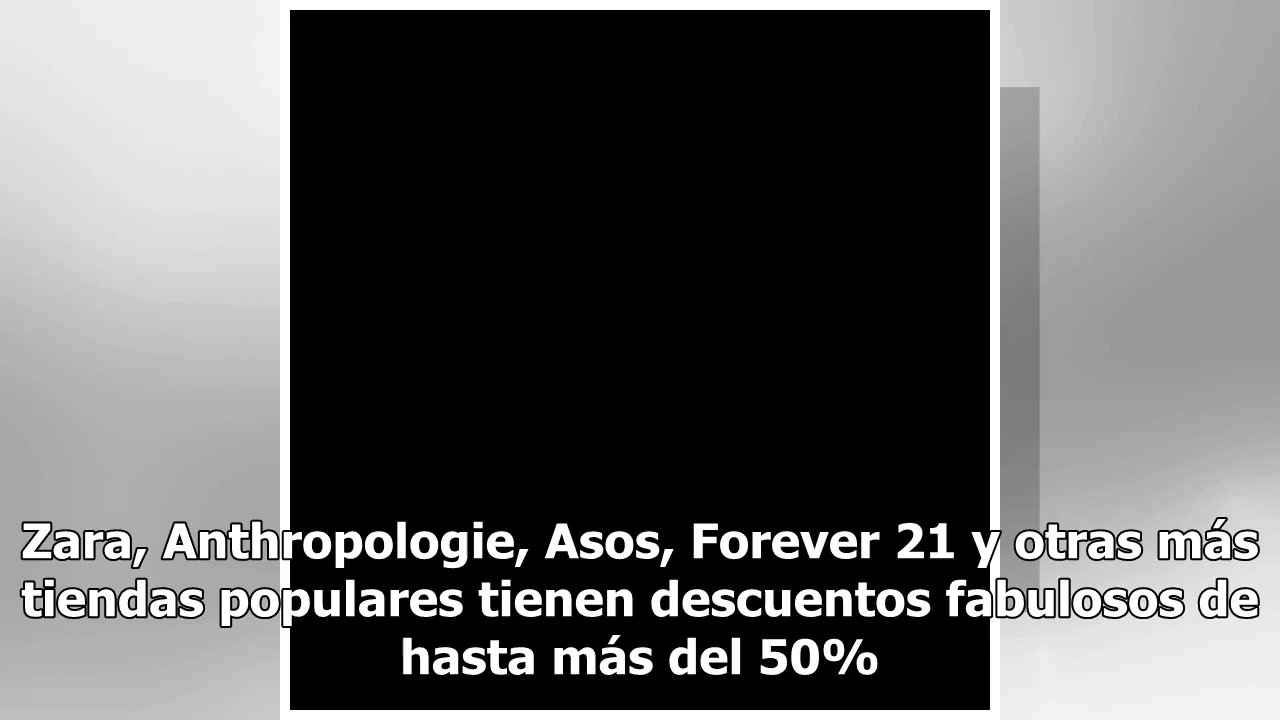 Zara, Anthropologie, Asos, Forever 21 y otras más
tiendas populares tienen descuentos fabulosos de
hasta más del 50%